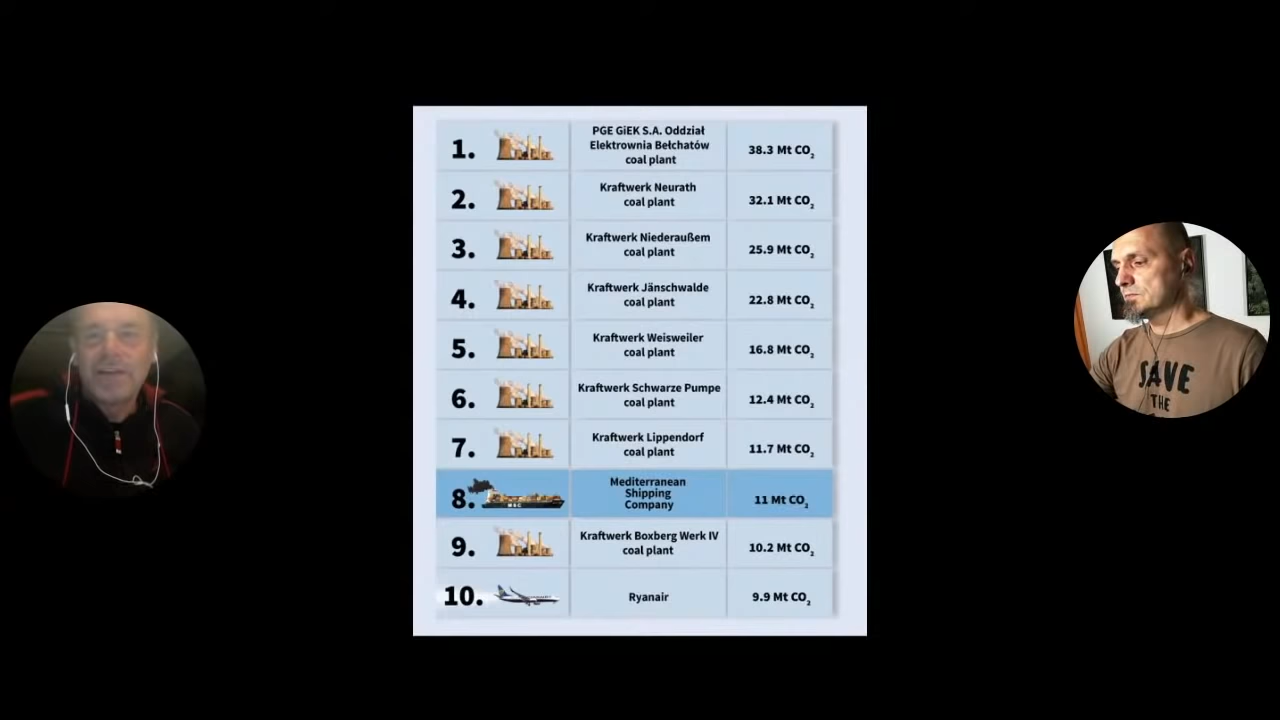 1.
PGE GiEK S.A. Oddział
Elektrownia Bełchatów
coal plant
38.3 Mt CO₂
2.
Kraftwerk Neurath
coal plant
32.1 Mt CO₂
3.
Kraftwerk Niederaußem
coal plant
25.9 Mt CO₂
4.
Kraftwerk Jänschwalde
coal plant
22.8 Mt CO₂
5.
Kraftwerk Weisweiler
coal plant
16.8 Mt CO₂
6.
Kraftwerk Schwarze Pumpe
coal plant
12.4 Mt CO₂
7.
Kraftwerk Lippendorf
coal plant
11.7 Mt CO₂
8.
MSC
Mediterranean
Shipping
Company
11 Mt CO₂
9.
Kraftwerk Boxberg Werk IV
coal plant
10.2 Mt CO₂
10.
Ryanair
9.9 Mt CO₂
SAVE
THE